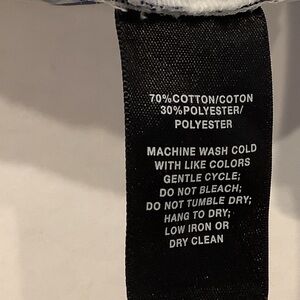 70%COTTON/COTON
30%POLYESTER/
POLYESTER
MACHINE WASH COLD
WITH LIKE COLORS
GENTLE CYCLE;
DO NOT BLEACH;
DO NOT TUMBLE DRY;
HANG TO DRY;
LOW IRON OR
DRY CLEAN